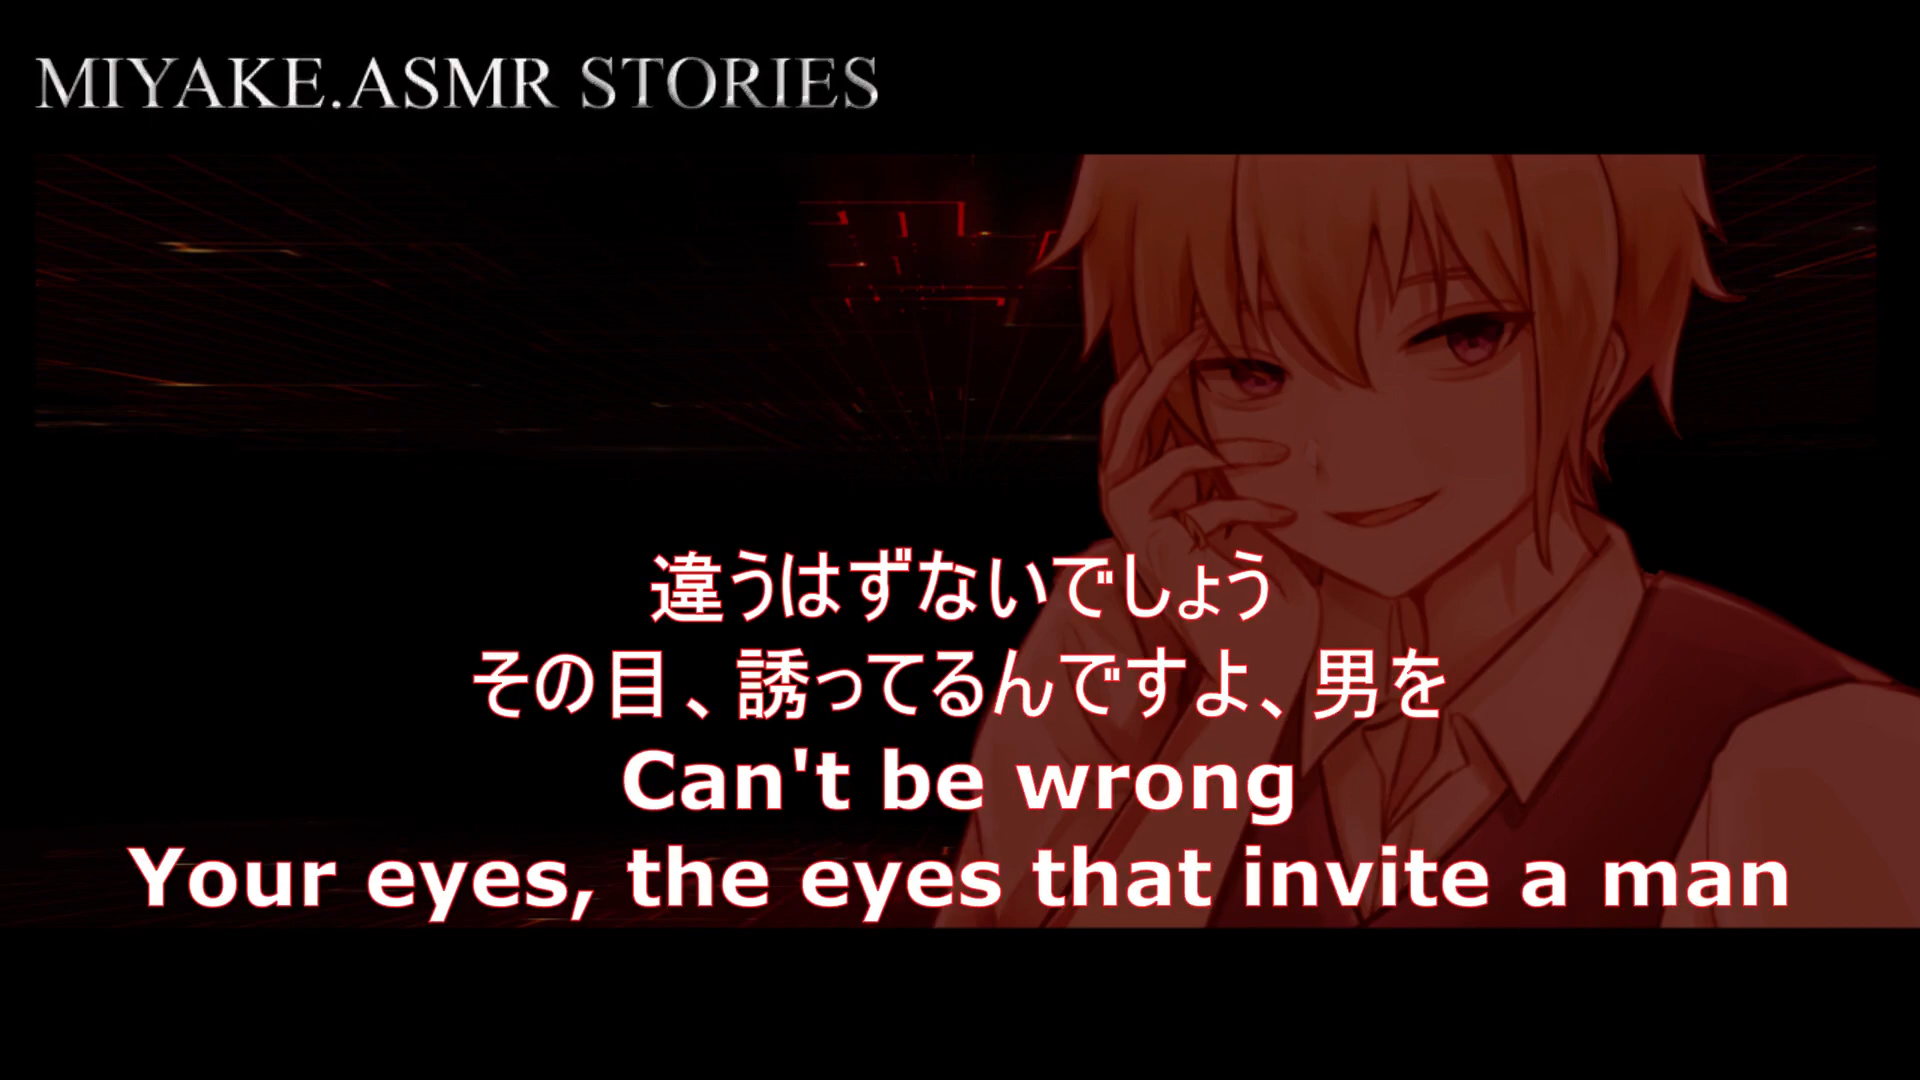 MIYAKE.ASMR STORIES
違うはずないでしょう
その目、誘ってるんですよ、男を
Can't be wrong
Your eyes, the eyes that invite a man